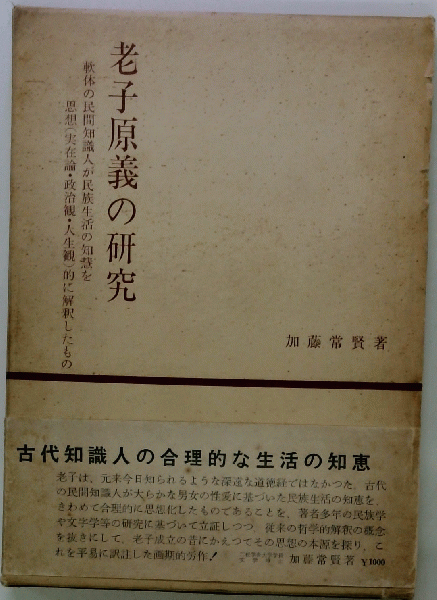 老子原義の研究
軟体の民間知識人が民族生活の知慧を
思想(実在論・政治観・人生観)的に解釈したもの
加藤常賢著
古代知識人の合理的な生活の知恵
老子は、元来今日知られるような深遠な道徳経ではなかつた。古代
の民間知識人が大らかな男女の性愛に基づいた民族生活の知恵を、
きわめて合理的に思想化したものであることを、著者多年の民族学
や文字学等の研究に基づいて立証しつつ 従来の哲学的解釈の概念
を抜きにして、老子成立の昔にかえつてその思想の本源を探り、こ
れを平易に訳註した画期的労作!
加藤常賢著 ¥1000